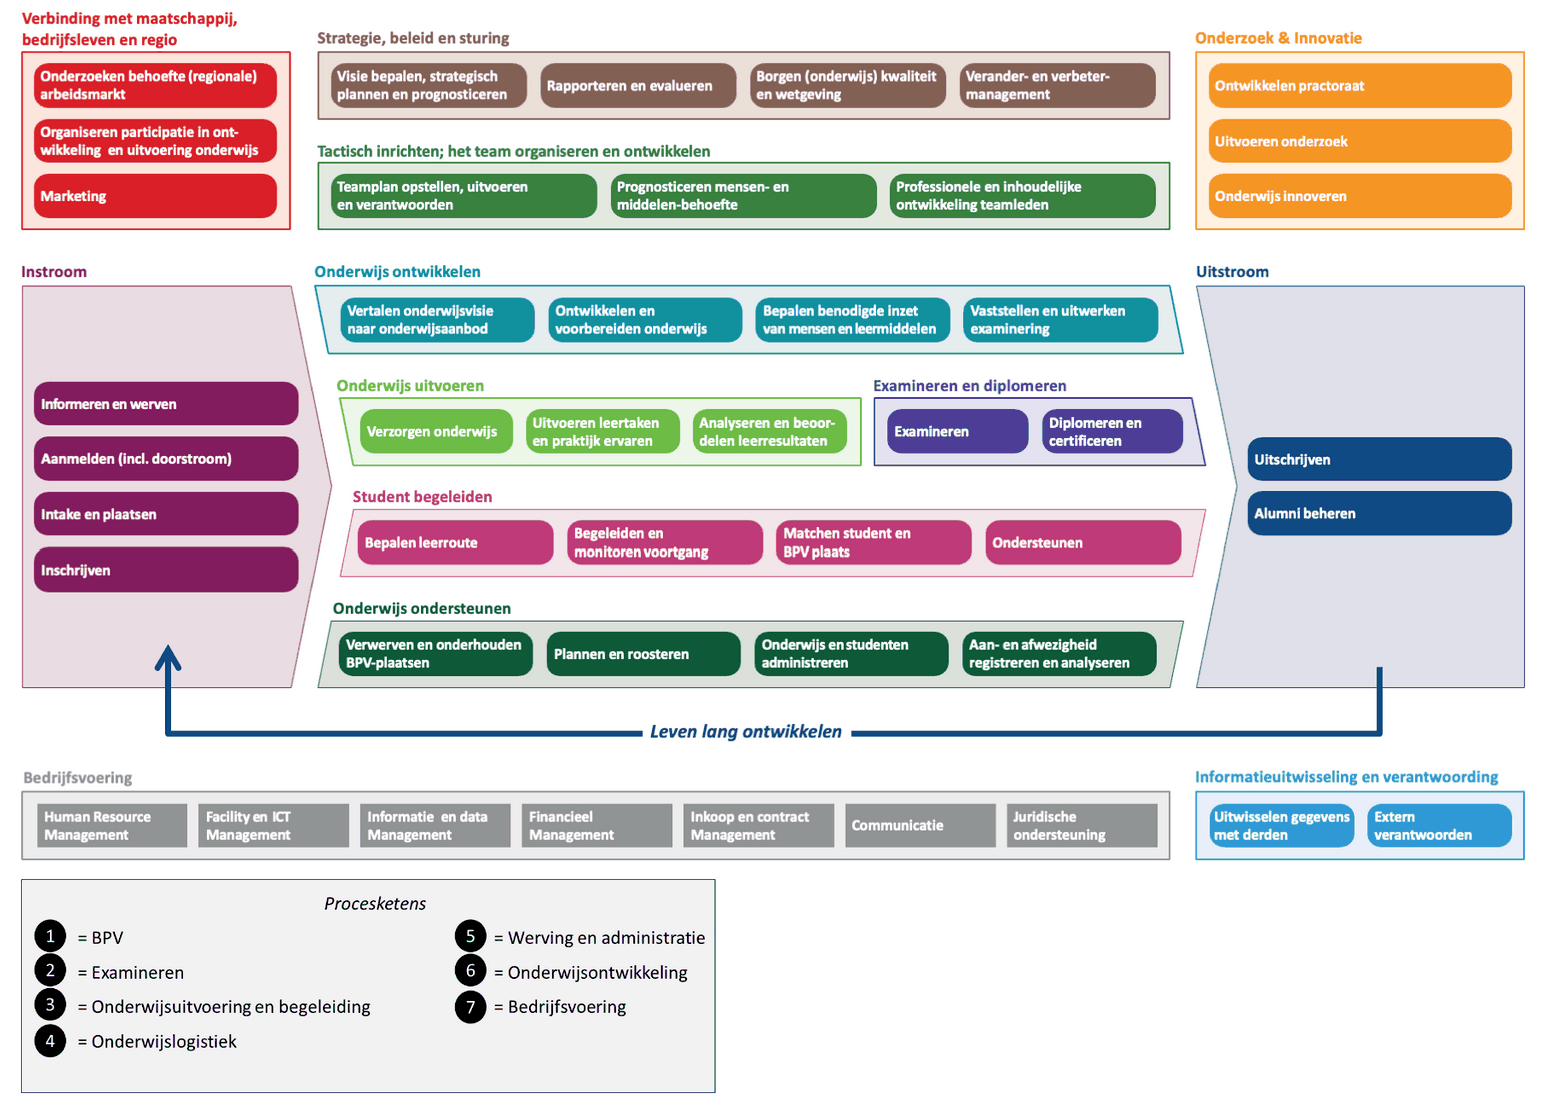 Verbinding met maatschappij,
bedrijfsleven en regio
Onderzoeken behoefte (regionale)
arbeidsmarkt
Organiseren participatie in ont-
wikkeling en uitvoering onderwijs
Marketing
Strategie, beleid en sturing
Visie bepalen, strategisch
plannen en prognosticeren
Rapporteren en evalueren
Borgen (onderwijs) kwaliteit
en wetgeving
Verander- en verbeter-
management
Tactisch inrichten; het team organiseren en ontwikkelen
Teamplan opstellen, uitvoeren
en verantwoorden
Prognosticeren mensen- en
middelen-behoefte
Professionele en inhoudelijke
ontwikkeling teamleden
Onderzoek & Innovatie
Ontwikkelen practoraat
Uitvoeren onderzoek
Onderwijs innoveren
Instroom
Informeren en werven
Aanmelden (incl. doorstroom)
Intake en plaatsen
Inschrijven
Onderwijs ontwikkelen
Vertalen onderwijsvisie
naar onderwijsaanbod
Ontwikkelen en
voorbereiden onderwijs
Bepalen benodigde inzet
van mensen en leermiddelen
Vaststellen en uitwerken
examinering
Onderwijs uitvoeren
Verzorgen onderwijs
Uitvoeren leertaken
en praktijk ervaren
Analyseren en beoor-
delen leerresultaten
Examineren en diplomeren
Examineren
Diplomeren en
certificeren
Student begeleiden
Bepalen leerroute
Begeleiden en
monitoren voortgang
Matchen student en
BPV plaats
Ondersteunen
Onderwijs ondersteunen
Verwerven en onderhouden
BPV-plaatsen
Plannen en roosteren
Onderwijs en studenten
administreren
Aan- en afwezigheid
registreren en analyseren
Uitstroom
Uitschrijven
Alumni beheren
Leven lang ontwikkelen
Bedrijfsvoering
Human Resource
Management
Facility en ICT
Management
Informatie en data
Management
Financieel
Management
Inkoop en contract
Management
Communicatie
Juridische
ondersteuning
Informatieuitwisseling en verantwoording
Uitwisselen gegevens
met derden
Extern
verantwoorden
Procesketens
1 = BPV
2 = Examineren
3 = Onderwijsuitvoering en begeleiding
4 = Onderwijslogistiek
5 = Werving en administratie
6 = Onderwijsontwikkeling
7 = Bedrijfsvoering